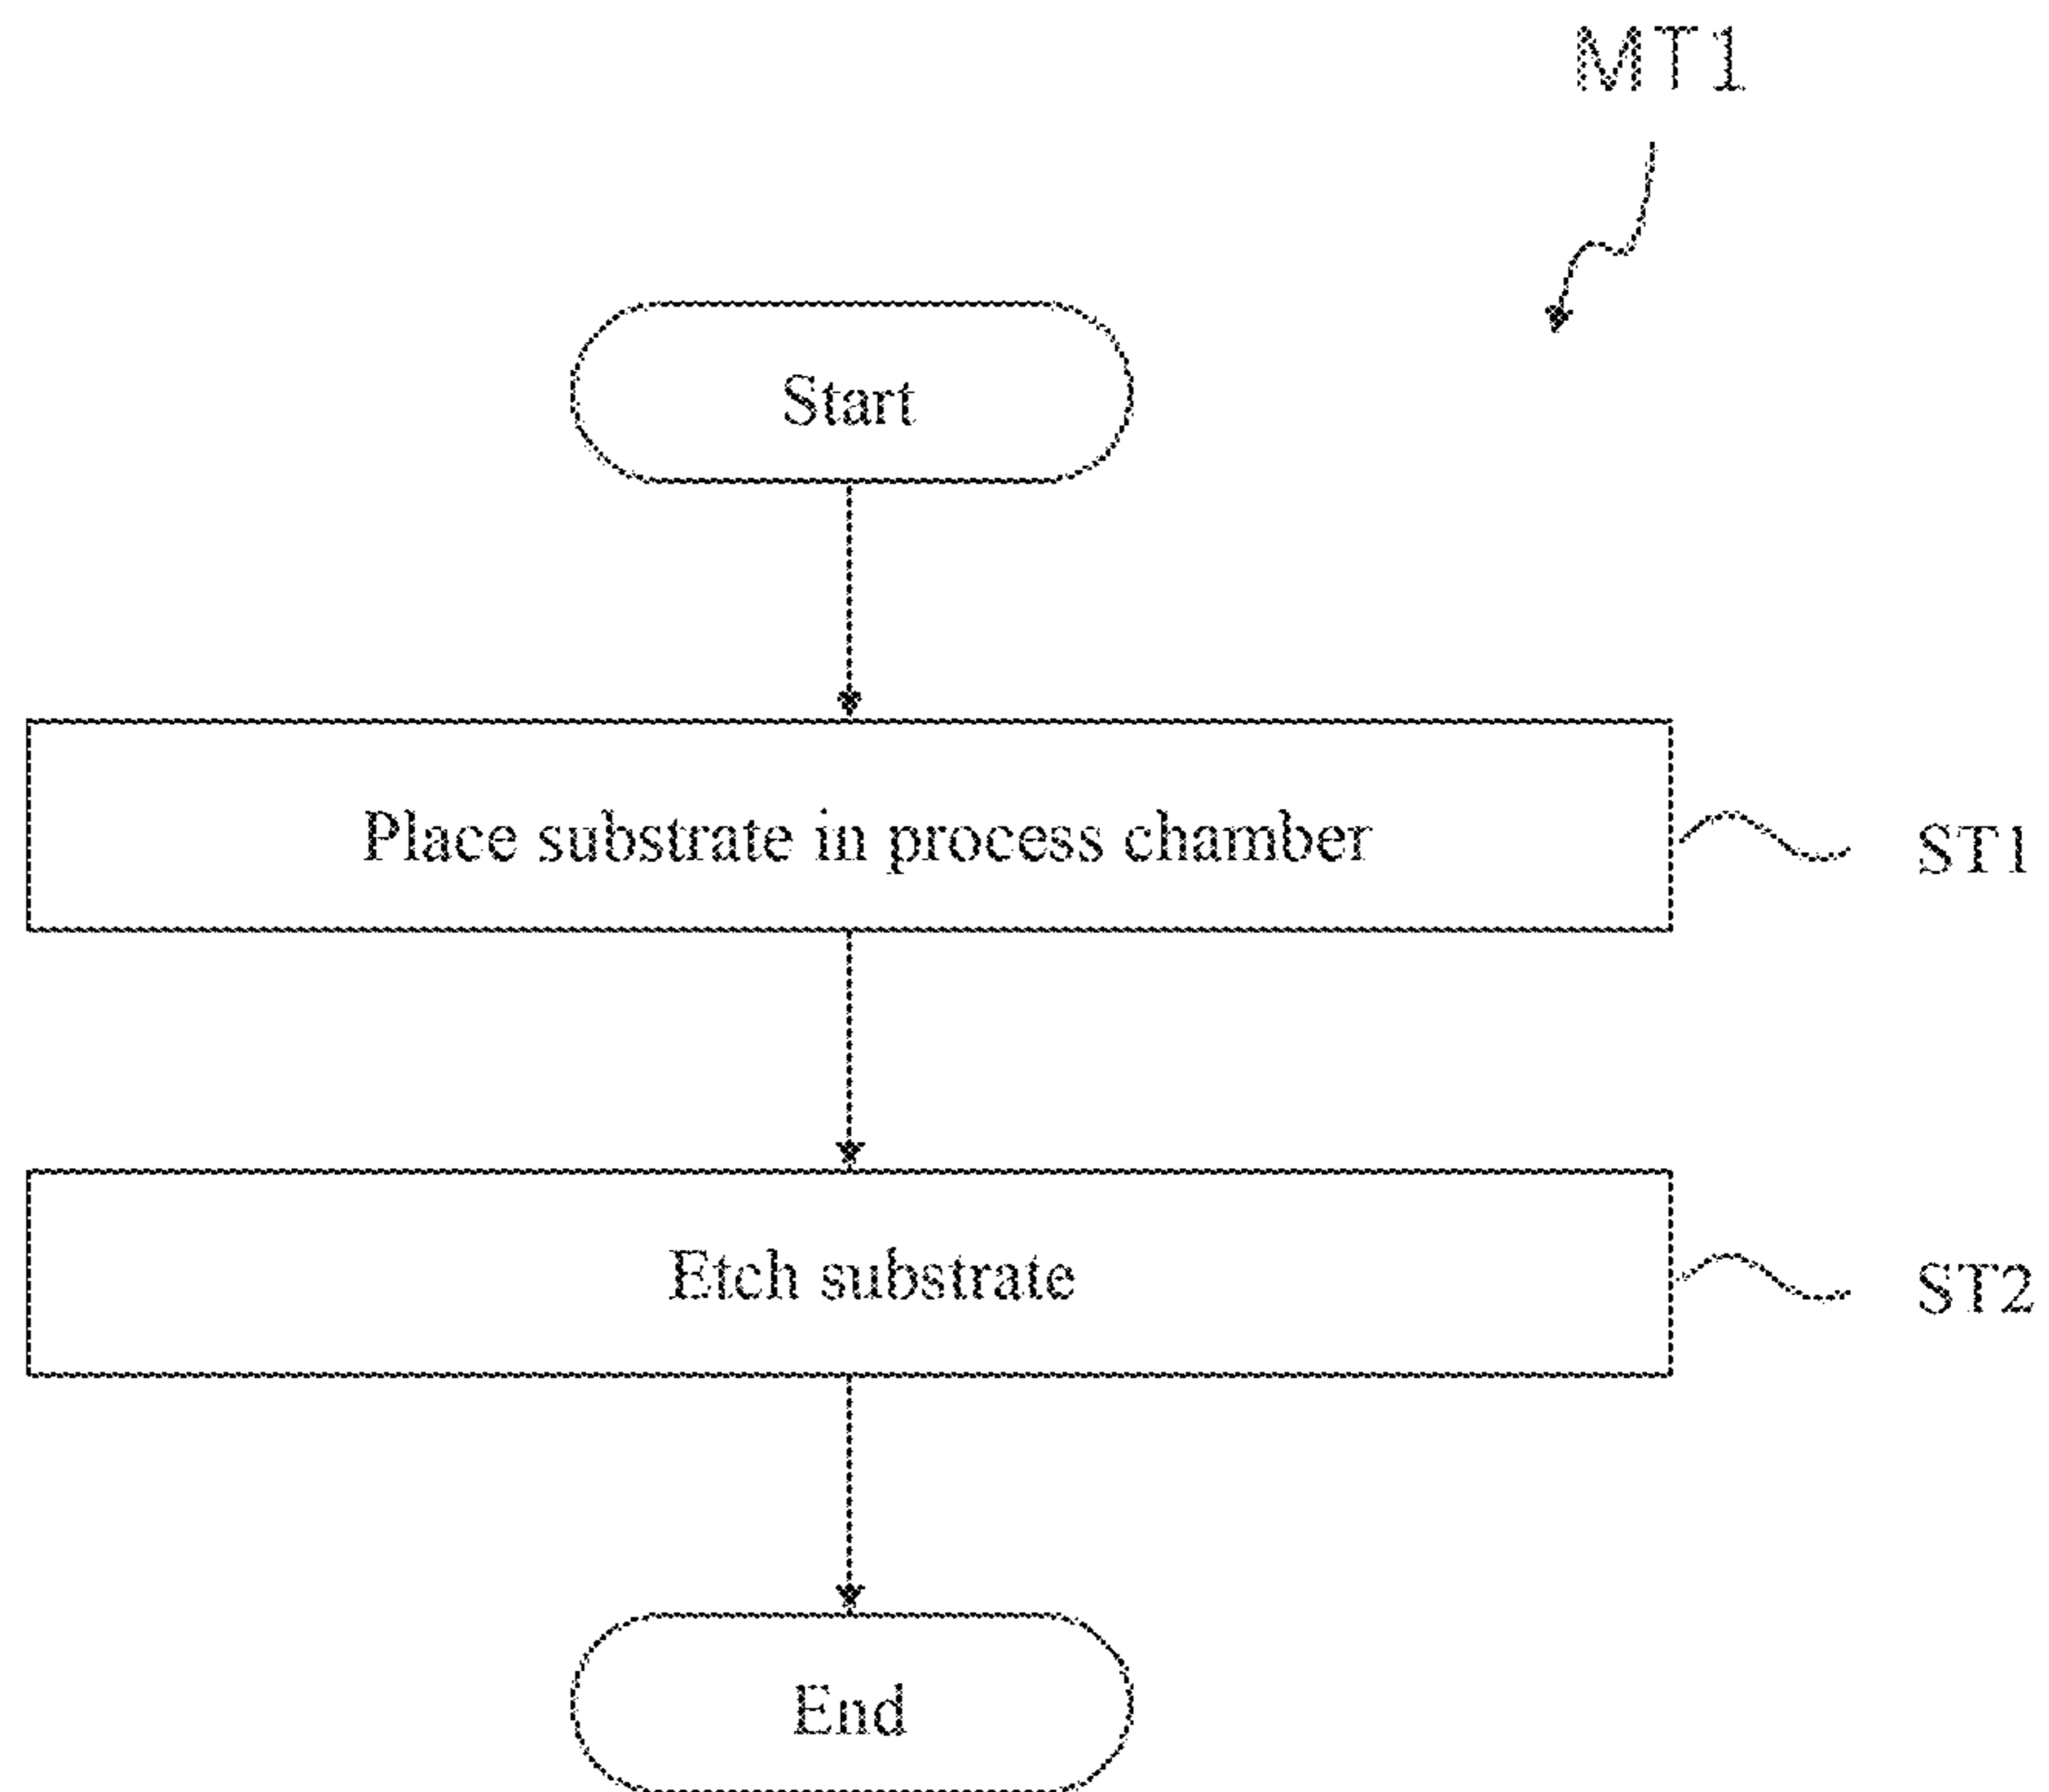 MT1
Start
Place substrate in process chamber
ST1
Etch substrate
ST2
End